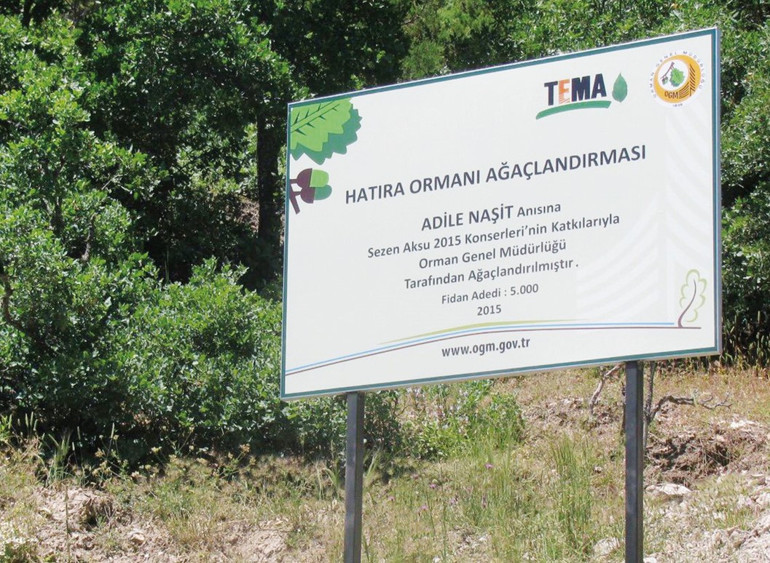 TEMA
OGM
HATIRA ORMANI AĞAÇLANDIRMASI
ADİLE NAŞİT Anısına
Sezen Aksu 2015 Konserleri'nin Katkılarıyla
Orman Genel Müdürlüğü
Tarafından Ağaçlandırılmıştır.
Fidan Adedi : 5.000
2015
www.ogm.gov.tr